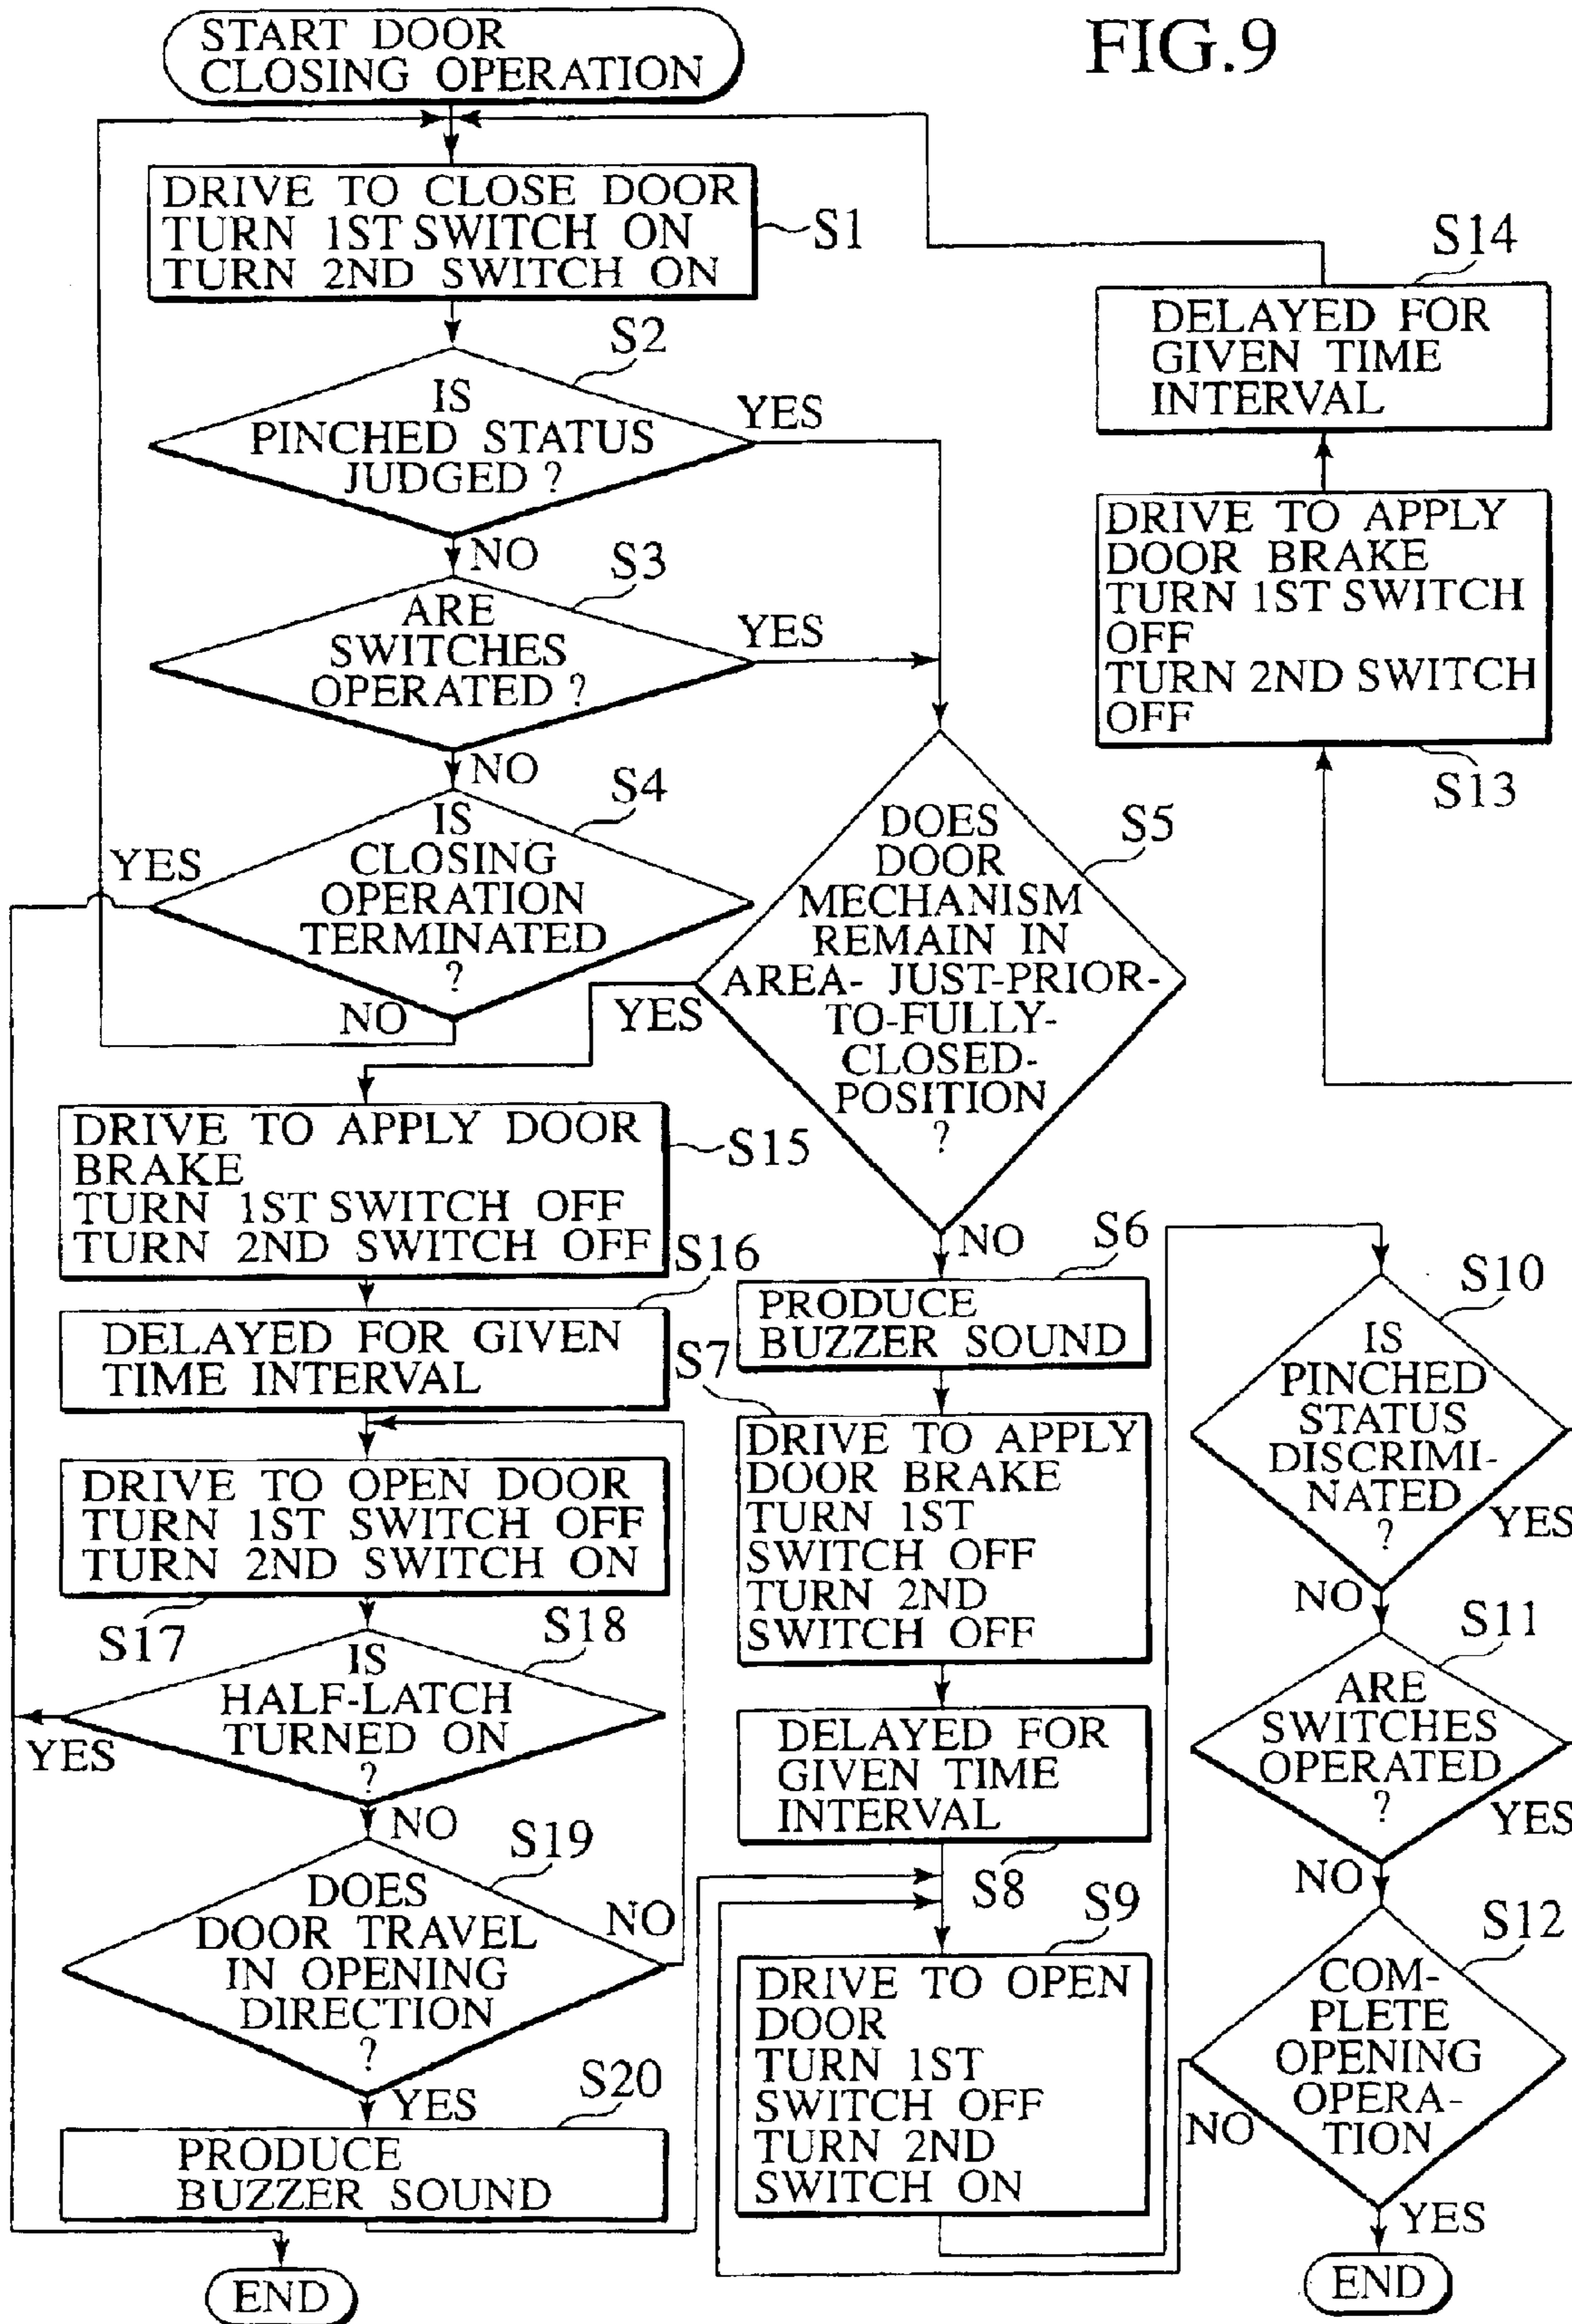 FIG.9
START DOOR
CLOSING OPERATION
DRIVE TO CLOSE DOOR
TURN 1ST SWITCH ON
TURN 2ND SWITCH ON
S1
S2
IS
PINCHED STATUS
JUDGED ?
YES
NO
S3
ARE
SWITCHES
OPERATED ?
YES
NO
S4
IS
CLOSING
OPERATION
TERMINATED
?
YES
NO
S5
DOES
DOOR
MECHANISM
REMAIN IN
AREA- JUST-PRIOR-
TO-FULLY-
CLOSED-
POSITION
?
YES
NO
S14
DELAYED FOR
GIVEN TIME
INTERVAL
DRIVE TO APPLY
DOOR BRAKE
TURN 1ST SWITCH
OFF
TURN 2ND SWITCH
OFF
S13
DRIVE TO APPLY DOOR
BRAKE
TURN 1ST SWITCH OFF
TURN 2ND SWITCH OFF
S15
S16
DELAYED FOR GIVEN
TIME INTERVAL
DRIVE TO OPEN DOOR
TURN 1ST SWITCH OFF
TURN 2ND SWITCH ON
S17
S18
IS
HALF-LATCH
TURNED ON
?
YES
NO
S19
DOES
DOOR TRAVEL
IN OPENING
DIRECTION
?
NO
YES
S20
PRODUCE
BUZZER SOUND
END
S6
PRODUCE
BUZZER SOUND
S7
DRIVE TO APPLY
DOOR BRAKE
TURN 1ST
SWITCH OFF
TURN 2ND
SWITCH OFF
DELAYED FOR
GIVEN TIME
INTERVAL
S8
S9
DRIVE TO OPEN
DOOR
TURN 1ST
SWITCH OFF
TURN 2ND
SWITCH ON
S10
IS
PINCHED
STATUS
DISCRIMI-
NATED
?
YES
NO
S11
ARE
SWITCHES
OPERATED
?
YES
NO
S12
COM-
PLETE
OPENING
OPERA-
TION
NO
YES
END